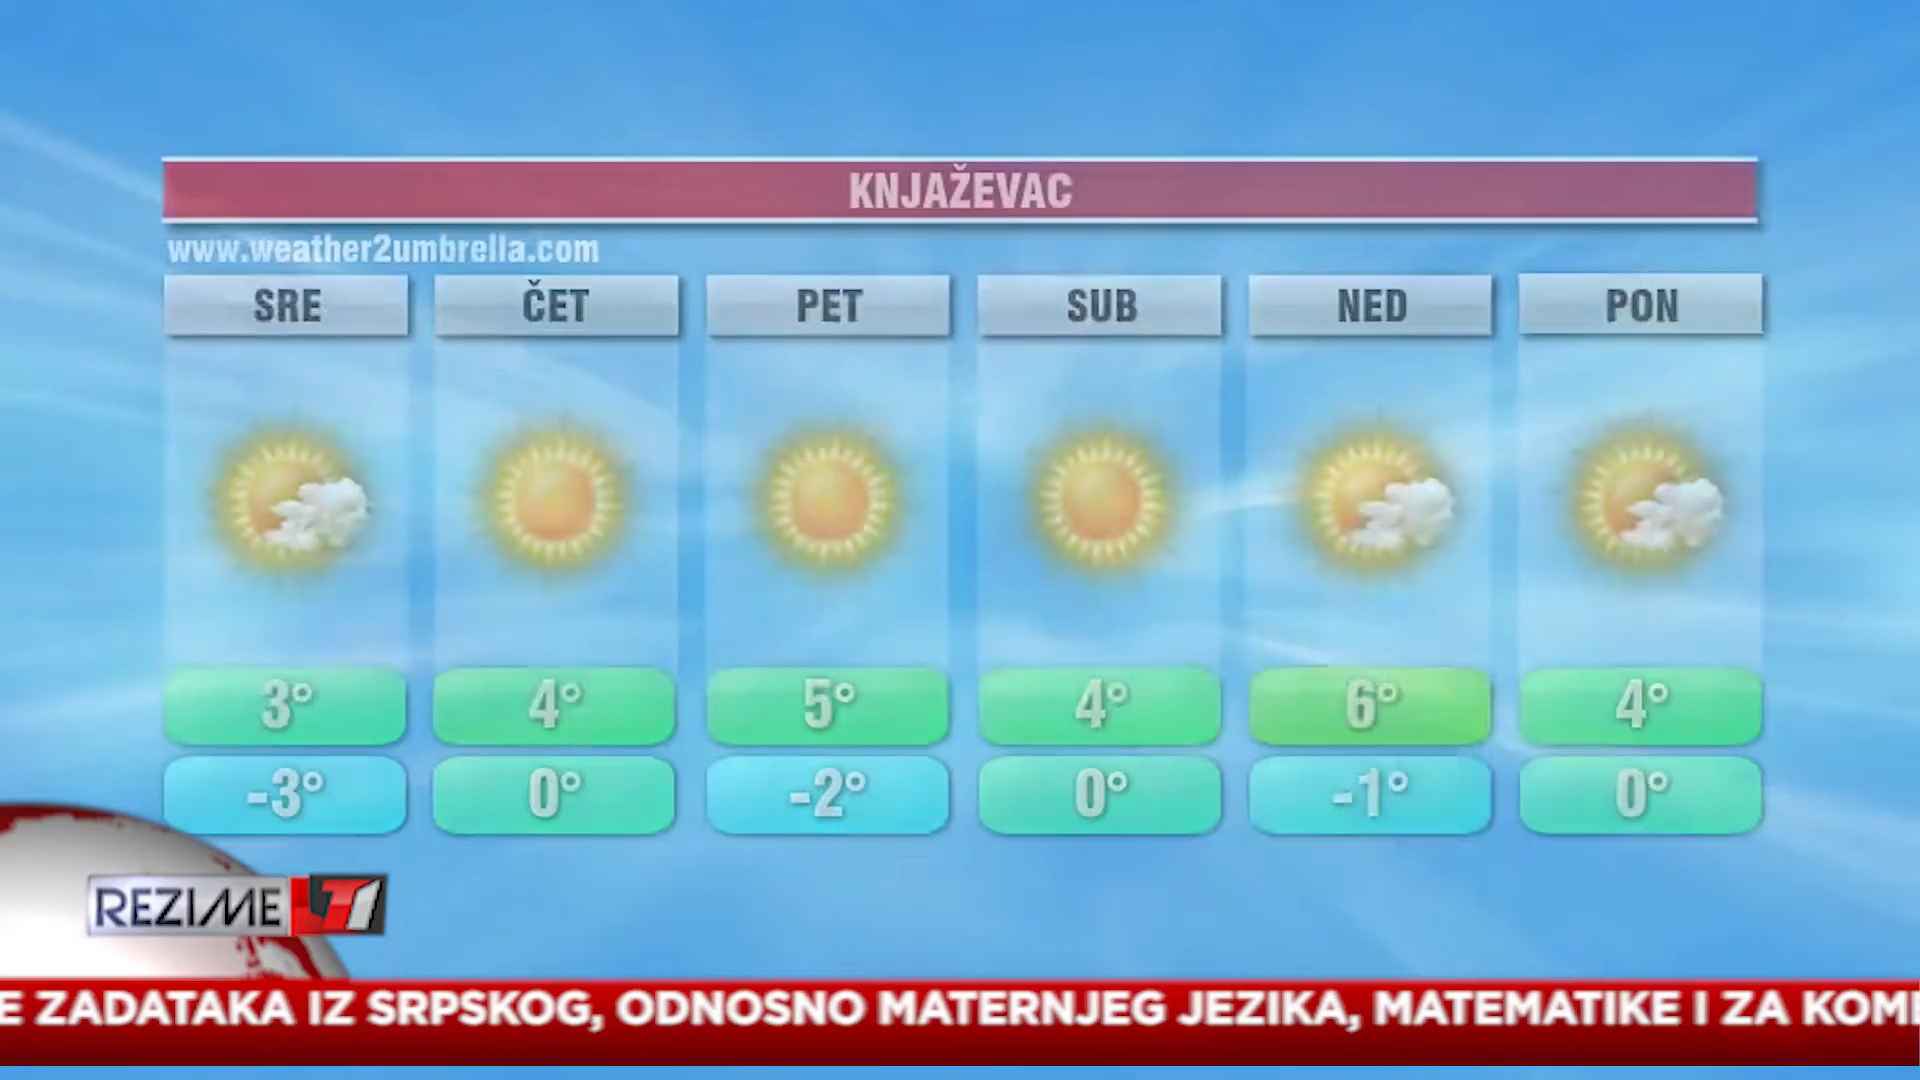 KNJAŽEVAC
www.weather2umbrella.com
SRE ČET PET SUB NED PON
3° 4° 5° 4° 6° 4°
-3° 0° -2° 0° -1° 0°
REZIME T1
E ZADATAKA IZ SRPSKOG, ODNOSNO MATERNJEG JEZIKA, MATEMATIKE I ZA KOM